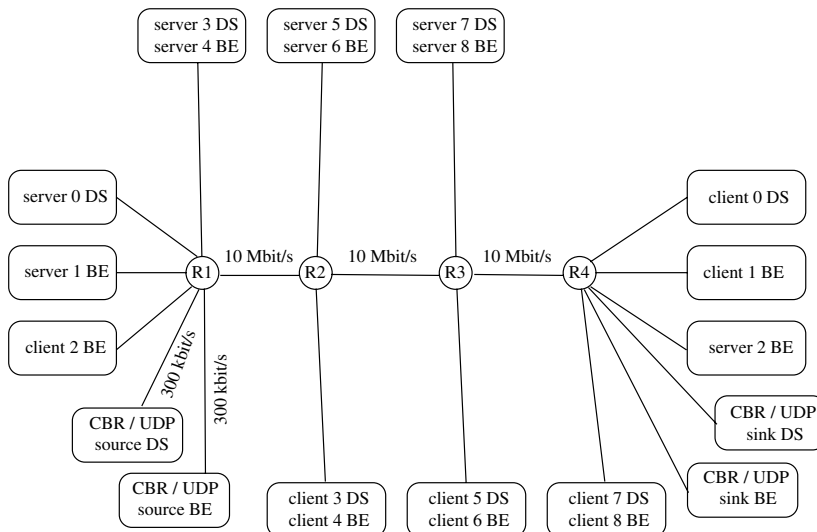 server 3 DS
server 4 BE
server 5 DS
server 6 BE
server 7 DS
server 8 BE
server 0 DS
client 0 DS
10 Mbit/s
10 Mbit/s
10 Mbit/s
server 1 BE
R1
R2
R3
R4
client 1 BE
client 2 BE
server 2 BE
300 kbit/s
300 kbit/s
CBR / UDP
source DS
CBR / UDP
sink DS
CBR / UDP
source BE
CBR / UDP
sink BE
client 3 DS
client 4 BE
client 5 DS
client 6 BE
client 7 DS
client 8 BE